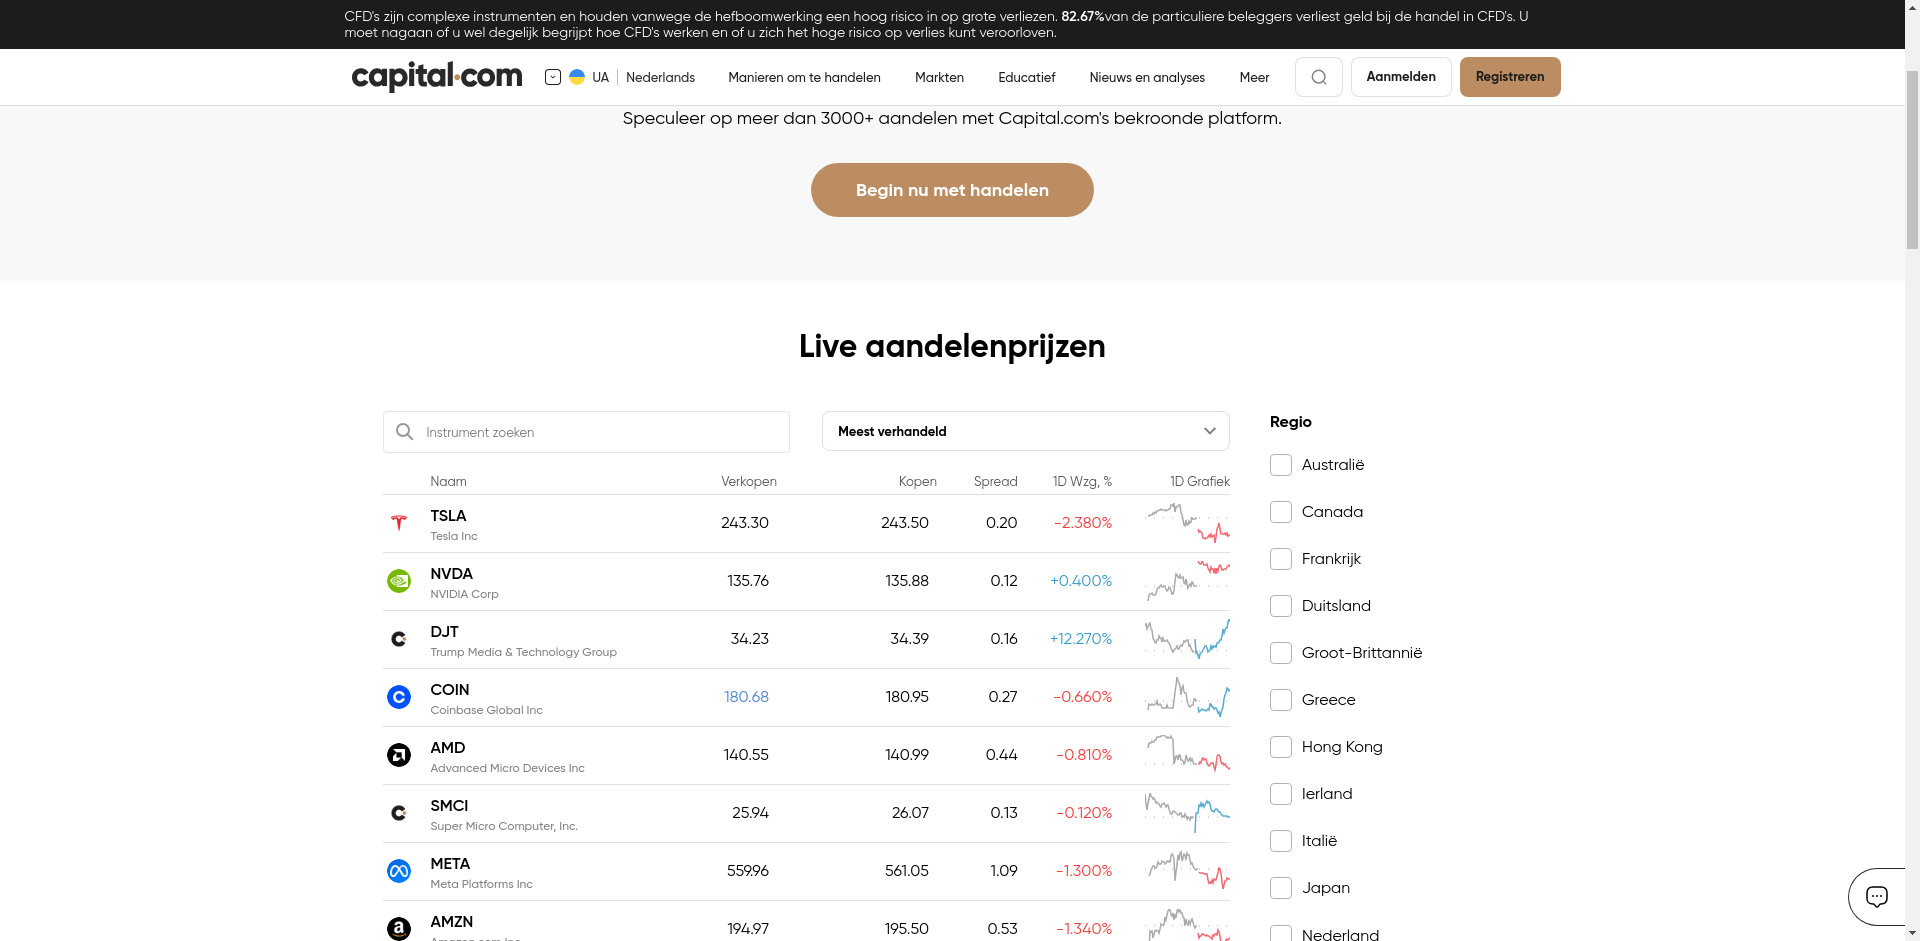 CFD's zijn complexe instrumenten en houden vanwege de hefboomwerking een hoog risico in op grote verliezen. 82.67%van de particuliere beleggers verliest geld bij de handel in CFD's. U
moet nagaan of u wel degelijk begrijpt hoe CFD's werken en of u zich het hoge risico op verlies kunt veroorloven.
capital.com UA Nederlands Manieren om te handelen Markten Educatief Nieuws en analyses Meer Aanmelden Registreren
Speculeer op meer dan 3000+ aandelen met Capital.com's bekroonde platform.
Begin nu met handelen
Live aandelenprijzen
Instrument zoeken
Meest verhandeld
Naam Verkopen Kopen Spread 1D Wzg, % 1D Grafiek
TSLA 243.30 243.50 0.20 -2.380%
Tesla Inc
NVDA 135.76 135.88 0.12 +0.400%
NVIDIA Corp
DJT 34.23 34.39 0.16 +12.270%
Trump Media & Technology Group
COIN 180.68 180.95 0.27 -0.660%
Coinbase Global Inc
AMD 140.55 140.99 0.44 -0.810%
Advanced Micro Devices Inc
SMCI 25.94 26.07 0.13 -0.120%
Super Micro Computer, Inc.
META 559.96 561.05 1.09 -1.300%
Meta Platforms Inc
AMZN 194.97 195.50 0.53 -1.340%
Amazon.com Inc
Regio
Australië
Canada
Frankrijk
Duitsland
Groot-Brittannië
Greece
Hong Kong
Ierland
Italië
Japan
Nederland